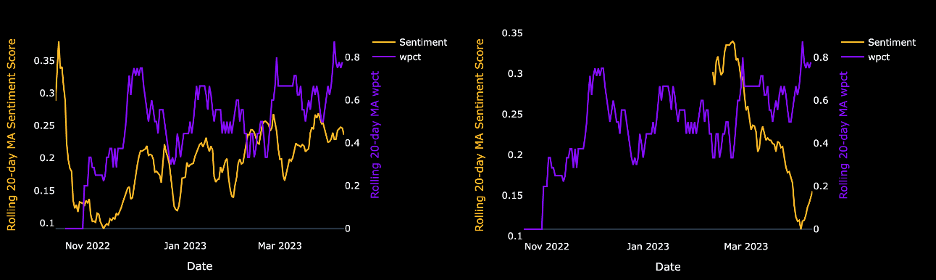 Rolling 20-day MA Sentiment Score
0.35
0.3
0.25
0.2
0.15
0.1
0.8
0.6
0.4
0.2
0
Rolling 20-day MA wpct
Sentiment
wpct
Nov 2022
Jan 2023
Mar 2023
Date
Rolling 20-day MA Sentiment Score
0.35
0.3
0.25
0.2
0.15
0.1
0.8
0.6
0.4
0.2
0
Rolling 20-day MA wpct
Sentiment
wpct
Nov 2022
Jan 2023
Mar 2023
Date